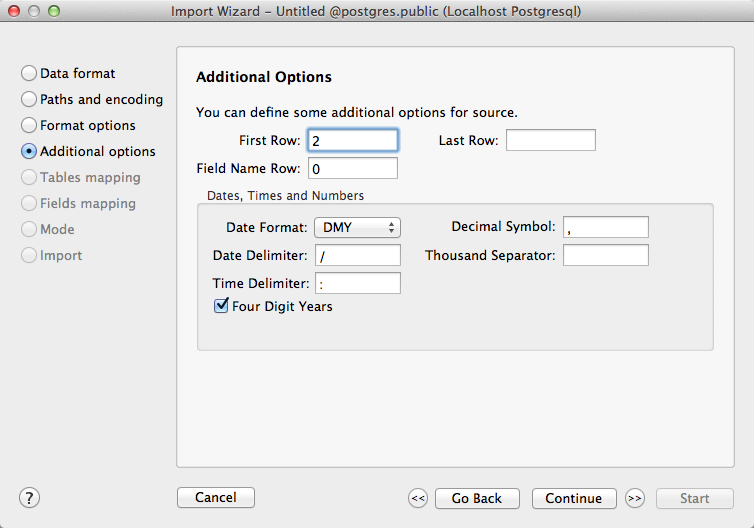 Import Wizard – Untitled @postgres.public (Localhost Postgresql)
Data format
Paths and encoding
Format options
Additional options
Tables mapping
Fields mapping
Mode
Import
Additional Options
You can define some additional options for source.
First Row: 2 Last Row:
Field Name Row: 0
Dates, Times and Numbers
Date Format: DMY Decimal Symbol: ,
Date Delimiter: / Thousand Separator:
Time Delimiter: :
Four Digit Years
? Cancel << Go Back Continue >> Start